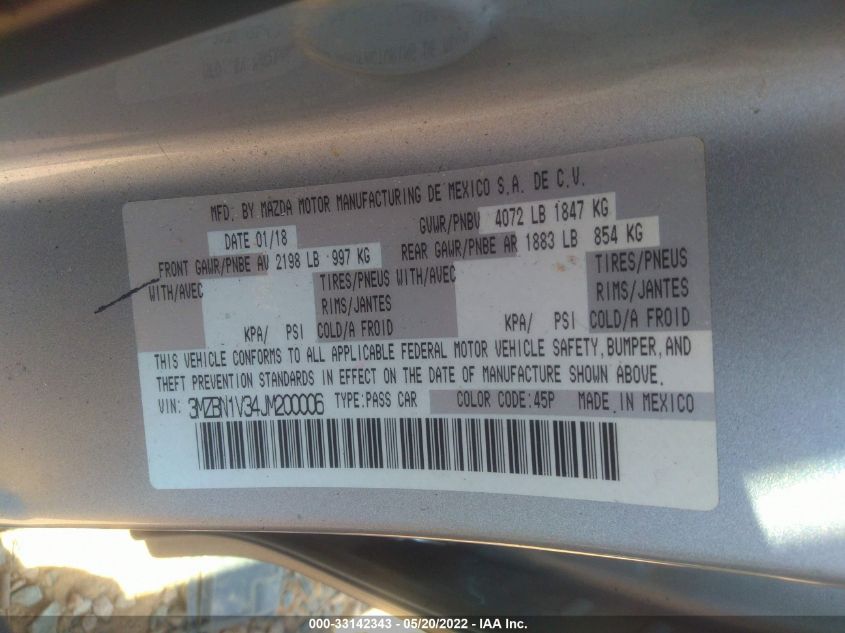 MFD. BY MAZDA MOTOR MANUFACTURING DE MEXICO S.A. DE C.V.
DATE 01/18 GVWR/PNBV 4072 LB 1847 KG
FRONT GAWR/PNBE AV 2198 LB 997 KG REAR GAWR/PNBE AR 1883 LB 854 KG
WITH/AVEC TIRES/PNEUS WITH/AVEC TIRES/PNEUS
RIMS/JANTES RIMS/JANTES
KPA/ PSI COLD/A FROID KPA/ PSI COLD/A FROID
THIS VEHICLE CONFORMS TO ALL APPLICABLE FEDERAL MOTOR VEHICLE SAFETY, BUMPER, AND
THEFT PREVENTION STANDARDS IN EFFECT ON THE DATE OF MANUFACTURE SHOWN ABOVE.
VIN: 3MZBN1V34JM200006 TYPE:PASS CAR COLOR CODE:45P MADE IN MEXICO
000-33142343 - 05/20/2022 - IAA Inc.